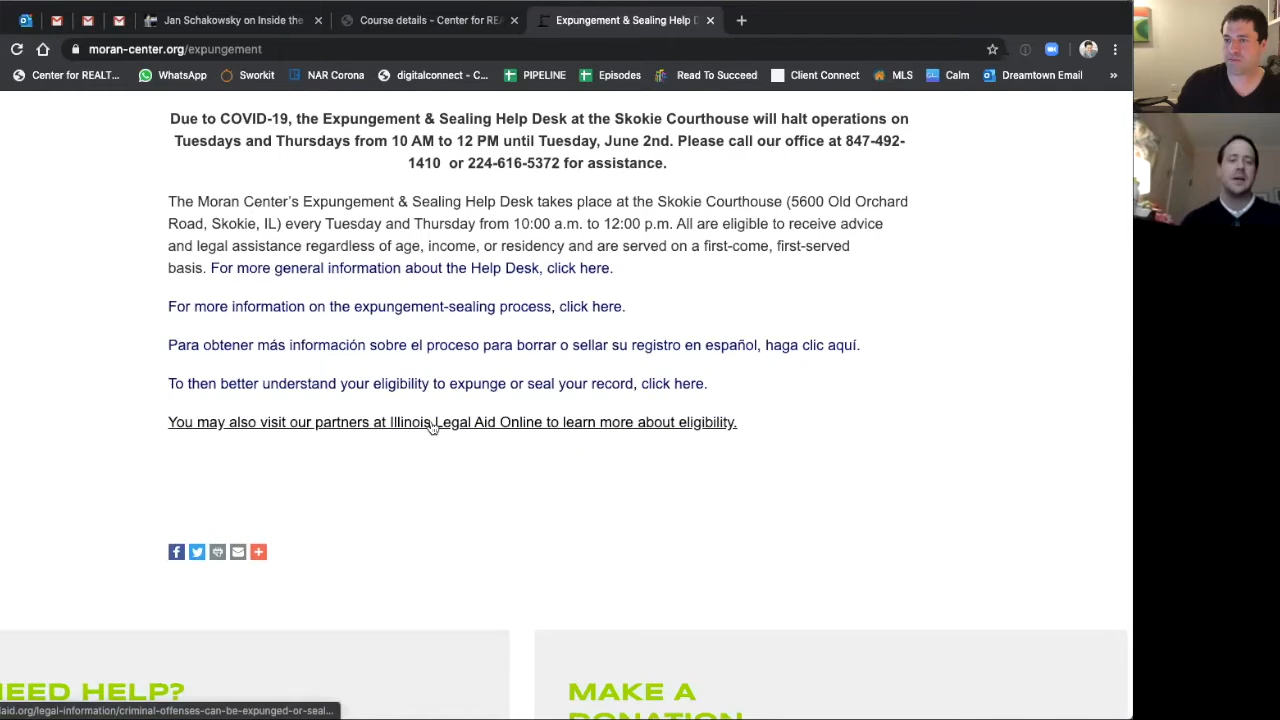 Jan Schakowsky on Inside the
Course details - Center for REA
Expungement & Sealing Help D
moran-center.org/expungement
Center for REALT...
WhatsApp
Sworkit
NAR Corona
digitalconnect - C...
PIPELINE
Episodes
Read To Succeed
Client Connect
MLS
Calm
Dreamtown Email
»
Due to COVID-19, the Expungement & Sealing Help Desk at the Skokie Courthouse will halt operations on
Tuesdays and Thursdays from 10 AM to 12 PM until Tuesday, June 2nd. Please call our office at 847-492-
1410 or 224-616-5372 for assistance.
The Moran Center's Expungement & Sealing Help Desk takes place at the Skokie Courthouse (5600 Old Orchard
Road, Skokie, IL) every Tuesday and Thursday from 10:00 a.m. to 12:00 p.m. All are eligible to receive advice
and legal assistance regardless of age, income, or residency and are served on a first-come, first-served
basis. For more general information about the Help Desk, click here.
For more information on the expungement-sealing process, click here.
Para obtener más información sobre el proceso para borrar o sellar su registro en español, haga clic aquí.
To then better understand your eligibility to expunge or seal your record, click here.
You may also visit our partners at Illinois Legal Aid Online to learn more about eligibility.
NEED HELP?
MAKE A
DONATION
laid.org/legal-information/criminal-offenses-can-be-expunged-or-seal...